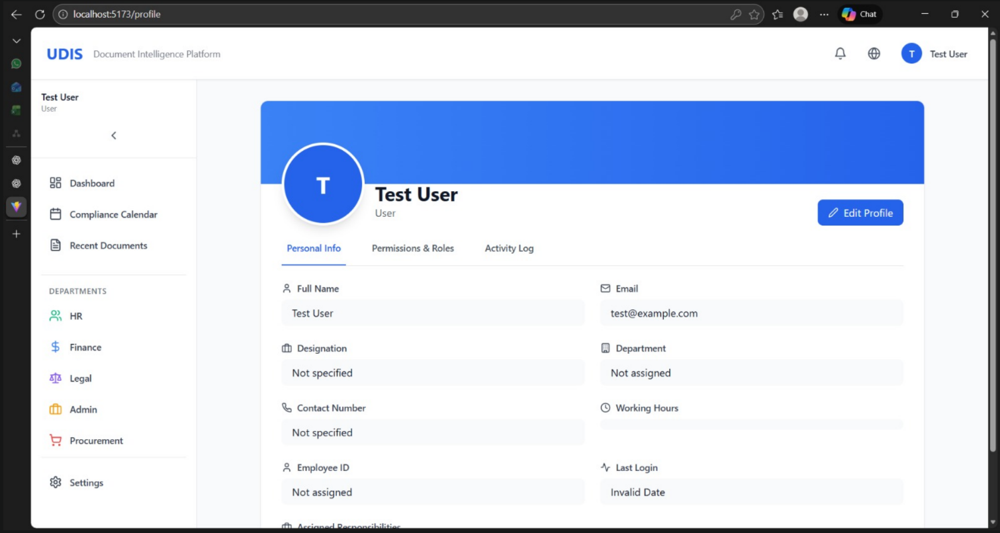 localhost:5173/profile
Chat
UDIS Document Intelligence Platform
T Test User
Test User
User
Dashboard
Compliance Calendar
Recent Documents
DEPARTMENTS
HR
Finance
Legal
Admin
Procurement
Settings
T
Test User
User
Edit Profile
Personal Info Permissions & Roles Activity Log
Full Name
Test User
Email
test@example.com
Designation
Not specified
Department
Not assigned
Contact Number
Not specified
Working Hours
Employee ID
Not assigned
Last Login
Invalid Date
Assigned Responsibilities